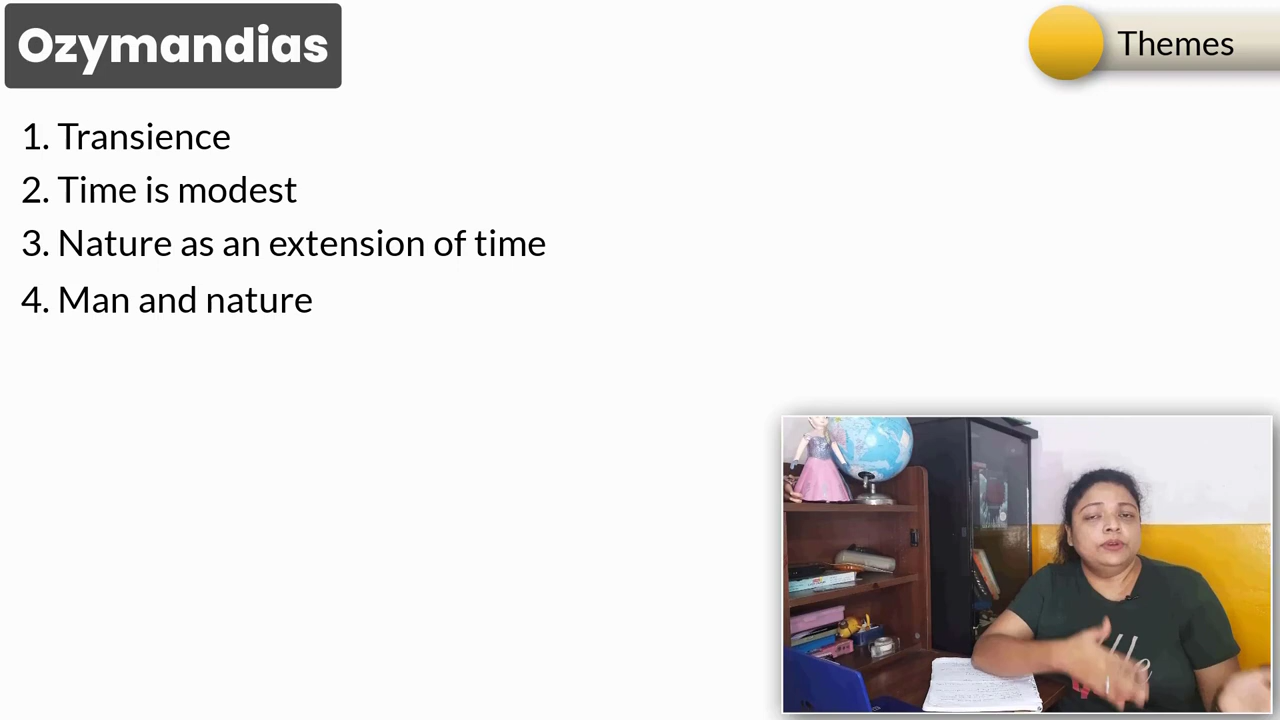 Ozymandias
Themes
1. Transience
2. Time is modest
3. Nature as an extension of time
4. Man and nature